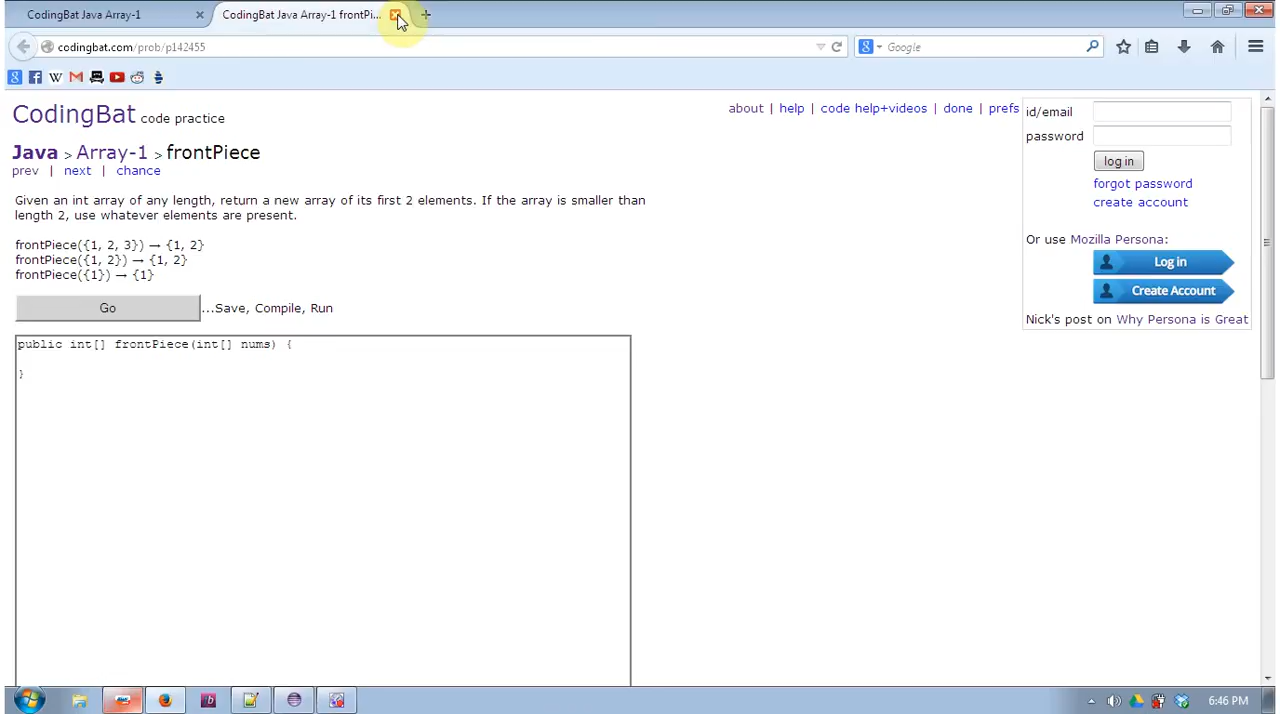 CodingBat Java Array-1
CodingBat Java Array-1 frontPi...
codingbat.com/prob/p142455
Google
CodingBat code practice
about | help | code help+videos | done | prefs
id/email
password
log in
forgot password
create account
Or use Mozilla Persona:
Log in
Create Account
Nick's post on Why Persona is Great
Java > Array-1 > frontPiece
prev | next | chance
Given an int array of any length, return a new array of its first 2 elements. If the array is smaller than
length 2, use whatever elements are present.
frontPiece({1, 2, 3}) → {1, 2}
frontPiece({1, 2}) → {1, 2}
frontPiece({1}) → {1}
Go ...Save, Compile, Run
public int[] frontPiece(int[] nums) {
}
6:46 PM